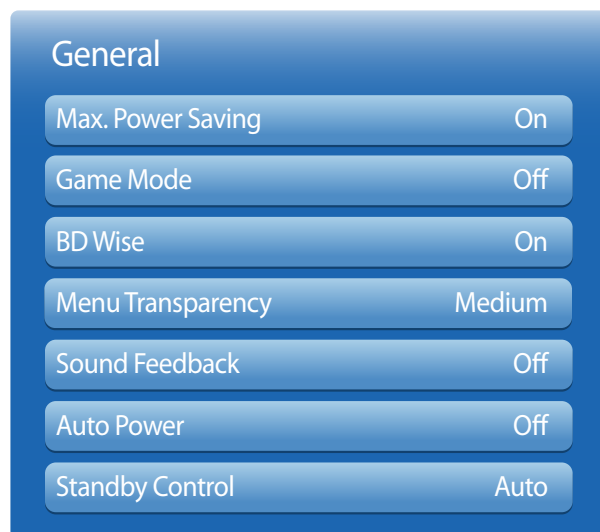 General
Max. Power Saving On
Game Mode Off
BD Wise On
Menu Transparency Medium
Sound Feedback Off
Auto Power Off
Standby Control Auto